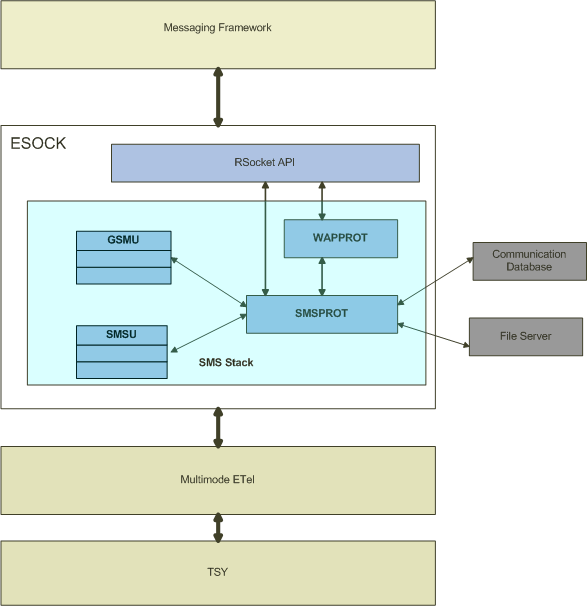 Messaging Framework
ESOCK
RSocket API
GSMU
WAPPROT
Communication
Database
SMSPROT
SMSU
File Server
SMS Stack
Multimode ETel
TSY